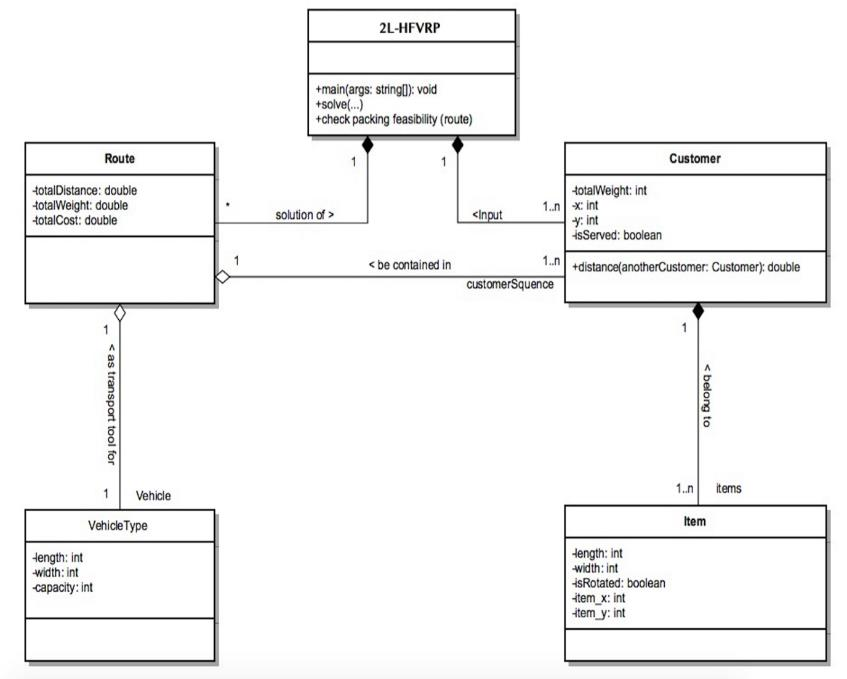 2L-HFVRP
+main(args: string[]): void
+solve(...)
+check packing feasibility (route)
Route
-totalDistance: double
-totalWeight: double
-totalCost: double
Customer
-totalWeight: int
-x: int
-y: int
-isServed: boolean
+distance(anotherCustomer: Customer): double
1
1
*
solution of >
<Input
1..n
1
< be contained in
1..n
customerSquence
1
< as transport tool for
1
Vehicle
1
< belong to
1..n
items
VehicleType
-length: int
-width: int
-capacity: int
Item
-length: int
-width: int
-isRotated: boolean
-item_x: int
-item_y: int